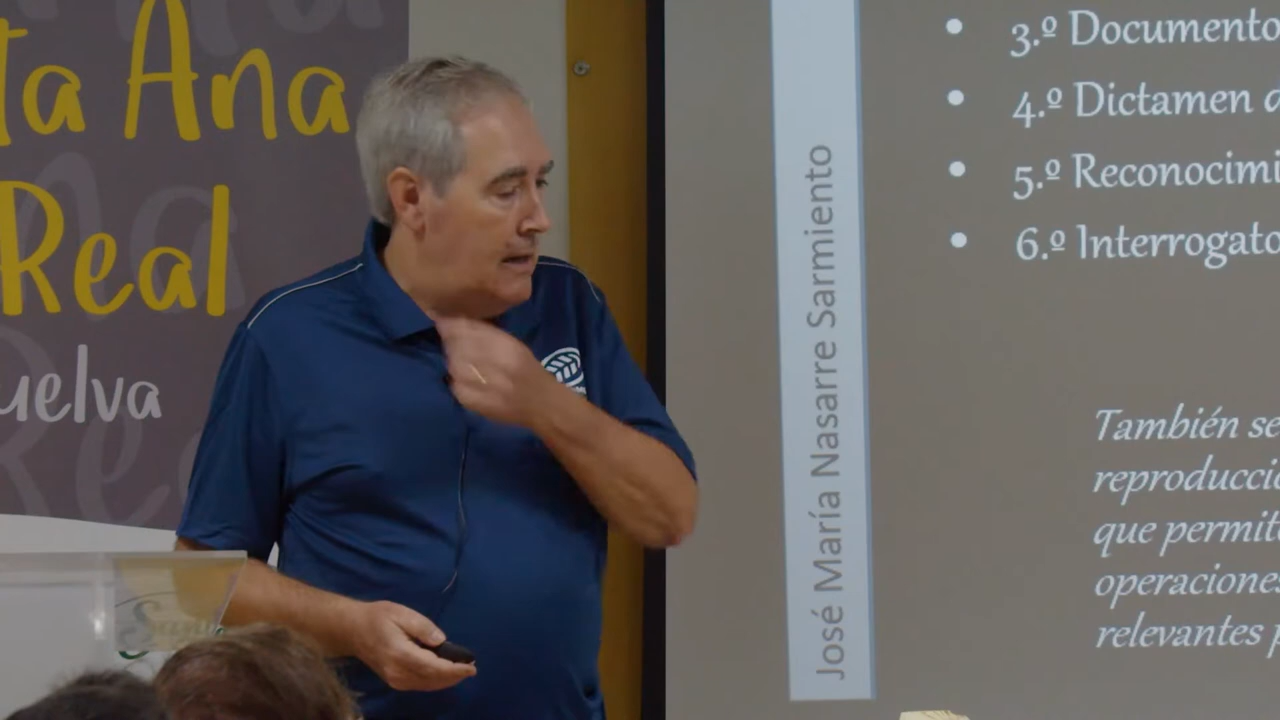 ta Ana
Real
uelva
José María Nasarre Sarmiento
• 3.º Documento
• 4.º Dictamen d
• 5.º Reconocimi
• 6.º Interrogato
También se
reproducci
que permit
operaciones
relevantes p